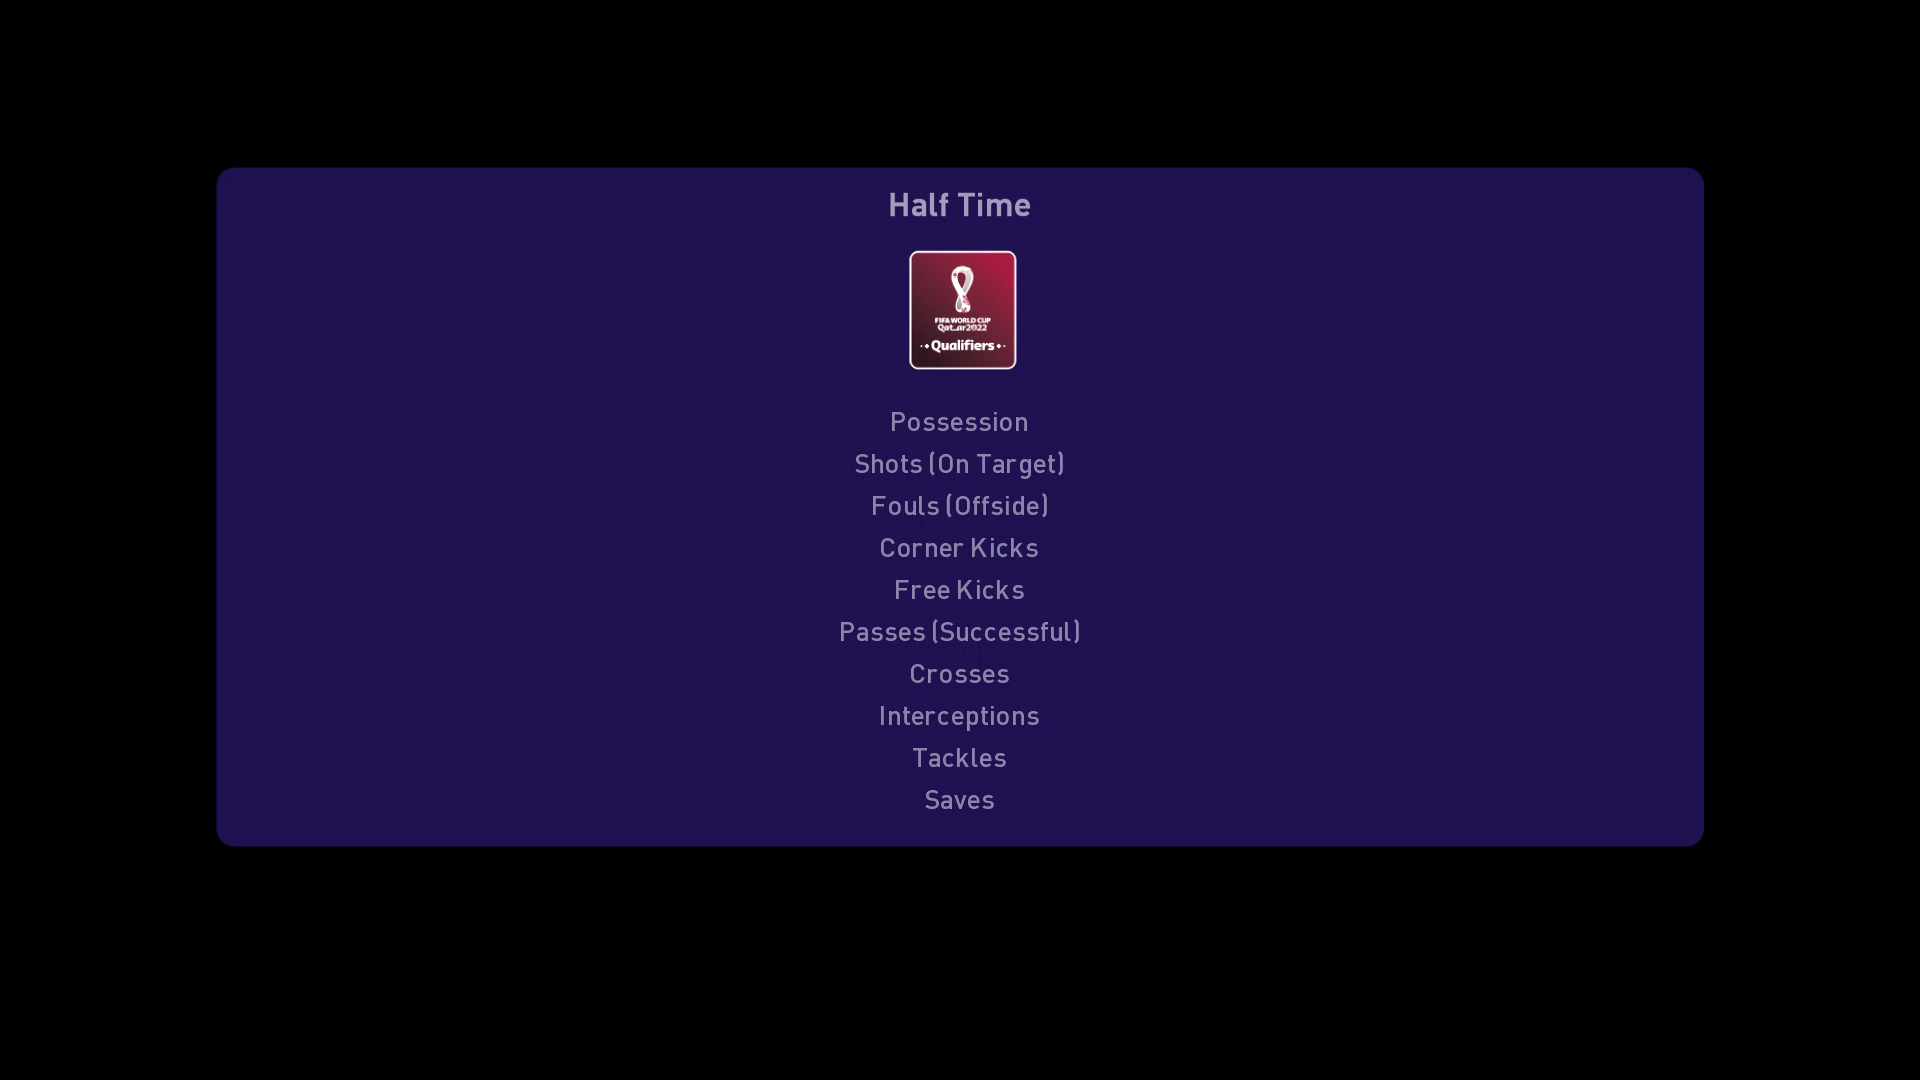 Half Time
FIFA WORLD CUP
Qatar2022
Qualifiers
Possession
Shots (On Target)
Fouls (Offside)
Corner Kicks
Free Kicks
Passes (Successful)
Crosses
Interceptions
Tackles
Saves